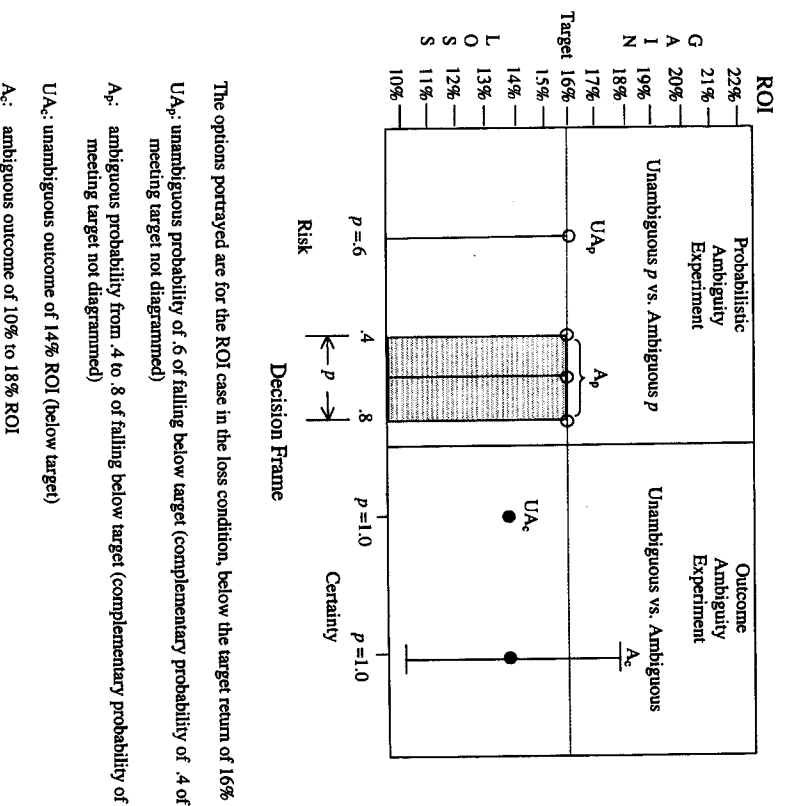 ROI
22%
21%
20%
19%
18%
17%
Target 16%
15%
14%
13%
12%
11%
10%
G
A
I
N
L
O
S
S
Probabilistic
Ambiguity
Experiment
Unambiguous p vs. Ambiguous p
UAp
Ap
Outcome
Ambiguity
Experiment
Unambiguous vs. Ambiguous
UAc
Ac
p =.6
.4
p
.8
p =1.0
p =1.0
Risk
Certainty
Decision Frame
The options portrayed are for the ROI case in the loss condition, below the target return of 16%
UAp: unambiguous probability of .6 of falling below target (complementary probability of .4 of
meeting target not diagrammed)
Ap: ambiguous probability from .4 to .8 of falling below target (complementary probability of
meeting target not diagrammed)
UAc: unambiguous outcome of 14% ROI (below target)
Ac: ambiguous outcome of 10% to 18% ROI